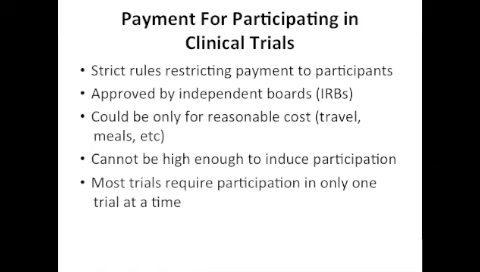 Payment For Participating in
Clinical Trials
• Strict rules restricting payment to participants
• Approved by independent boards (IRBs)
• Could be only for reasonable cost (travel,
meals, etc)
• Cannot be high enough to induce participation
• Most trials require participation in only one
trial at a time